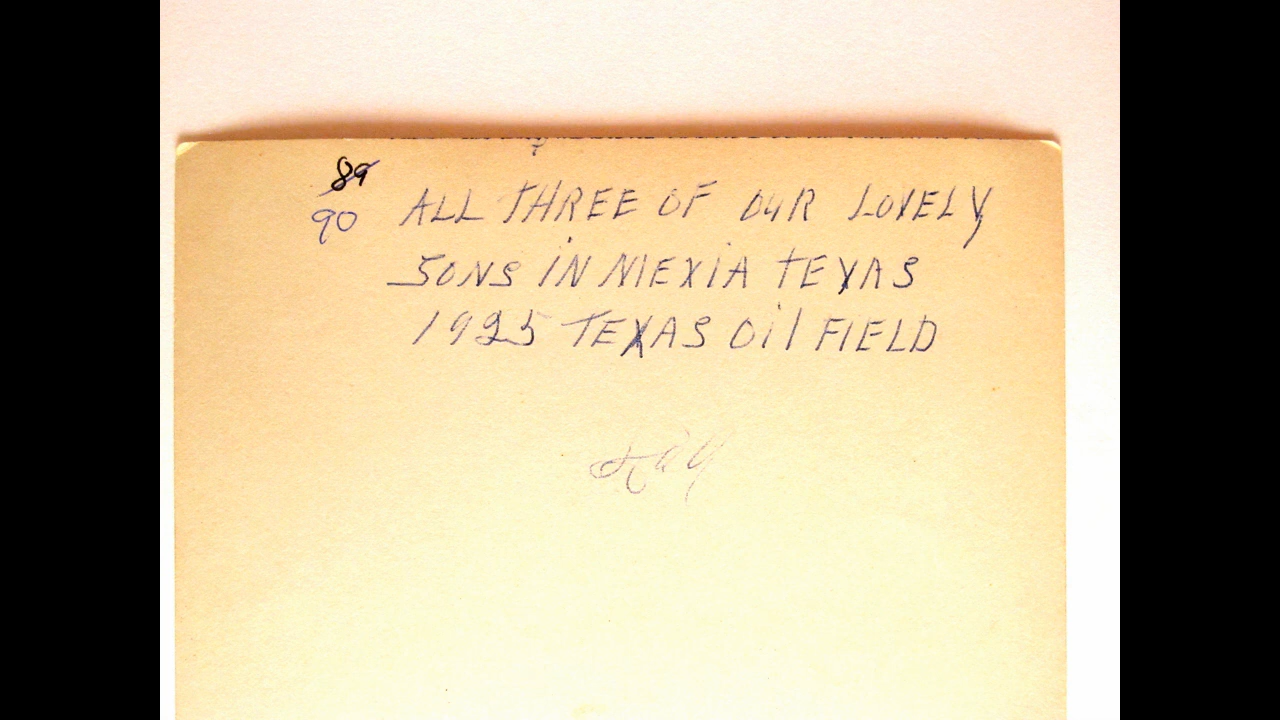 89
90 ALL THREE OF OUR LOVELY
SONS IN MEXIA TEXAS
1925 TEXAS OiL FIELD